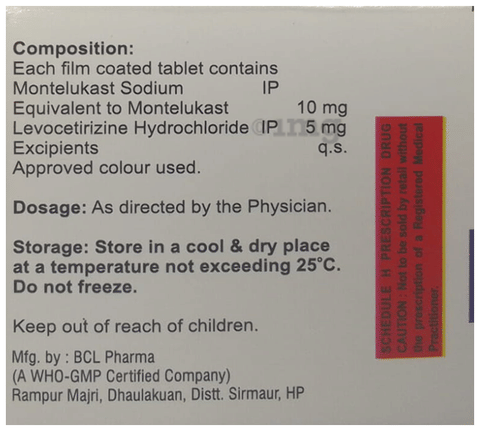 Composition:
Each film coated tablet contains
Montelukast Sodium IP
Equivalent to Montelukast 10 mg
Levocetirizine Hydrochloride IP 5 mg
Excipients q.s.
Approved colour used.
Dosage: As directed by the Physician.
Storage: Store in a cool & dry place
at a temperature not exceeding 25°C.
Do not freeze.
Keep out of reach of children.
Mfg. by : BCL Pharma
(A WHO-GMP Certified Company)
Rampur Majri, Dhaulakuan, Distt. Sirmaur, HP
SCHEDULE H PRESCRIPTION DRUG
CAUTION : Not to be sold by retail without
the prescription of a Registered Medical
Practitioner.
1mg